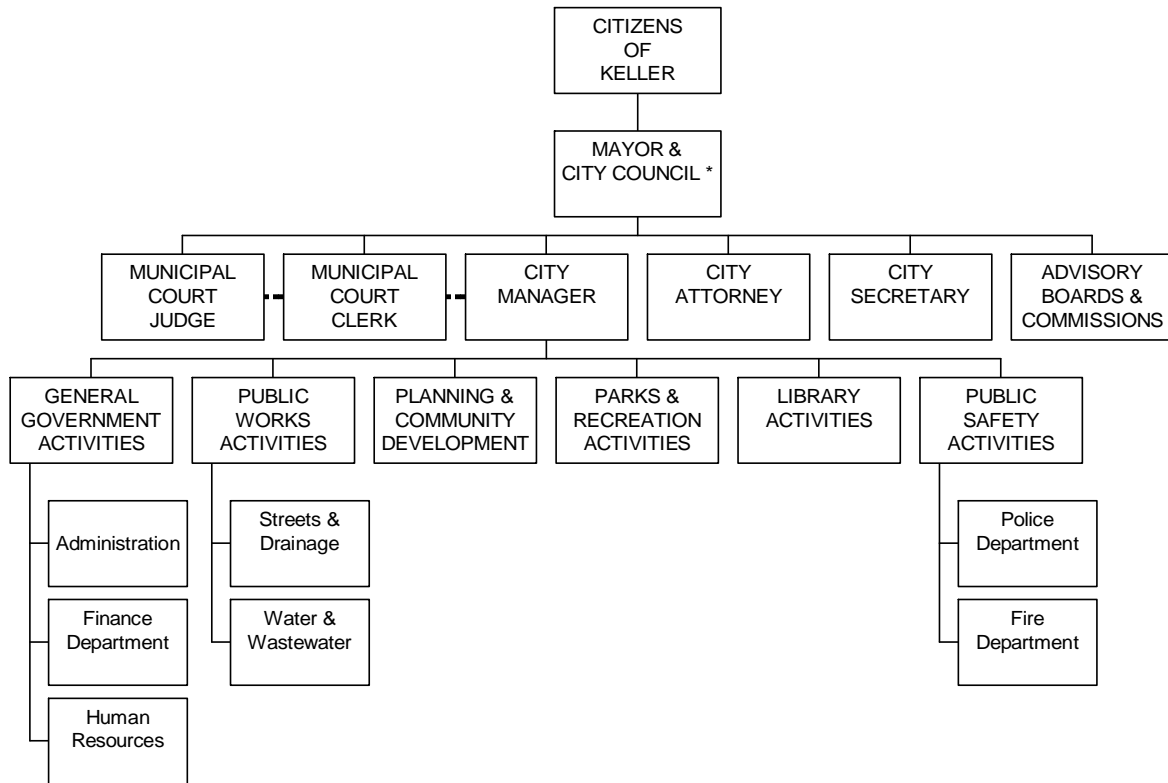 CITIZENS
OF
KELLER
MAYOR &
CITY COUNCIL *
MUNICIPAL
COURT
JUDGE
MUNICIPAL
COURT
CLERK
CITY
MANAGER
CITY
ATTORNEY
CITY
SECRETARY
ADVISORY
BOARDS &
COMMISSIONS
GENERAL
GOVERNMENT
ACTIVITIES
PUBLIC
WORKS
ACTIVITIES
PLANNING &
COMMUNITY
DEVELOPMENT
PARKS &
RECREATION
ACTIVITIES
LIBRARY
ACTIVITIES
PUBLIC
SAFETY
ACTIVITIES
Administration
Finance
Department
Human
Resources
Streets &
Drainage
Water &
Wastewater
Police
Department
Fire
Department